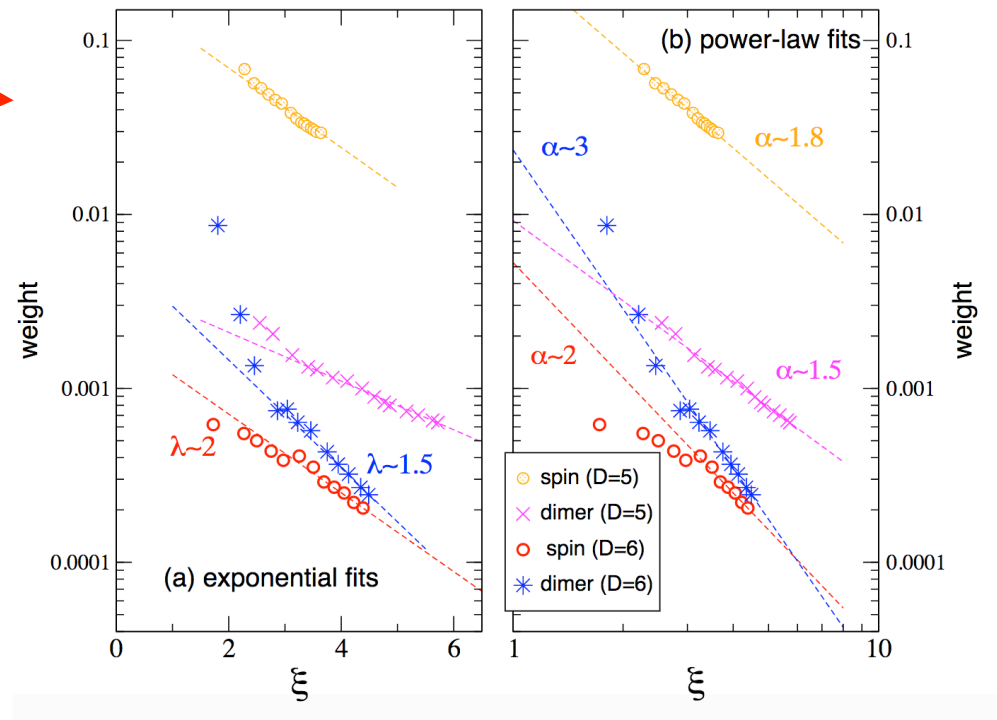 0.1
0.01
0.001
0.0001
weight
λ~2
λ~1.5
(a) exponential fits
0
2
4
6
ξ
(b) power-law fits
α~1.8
α~3
α~2
α~1.5
spin (D=5)
dimer (D=5)
spin (D=6)
dimer (D=6)
0.1
0.01
0.001
0.0001
weight
1
10
ξ